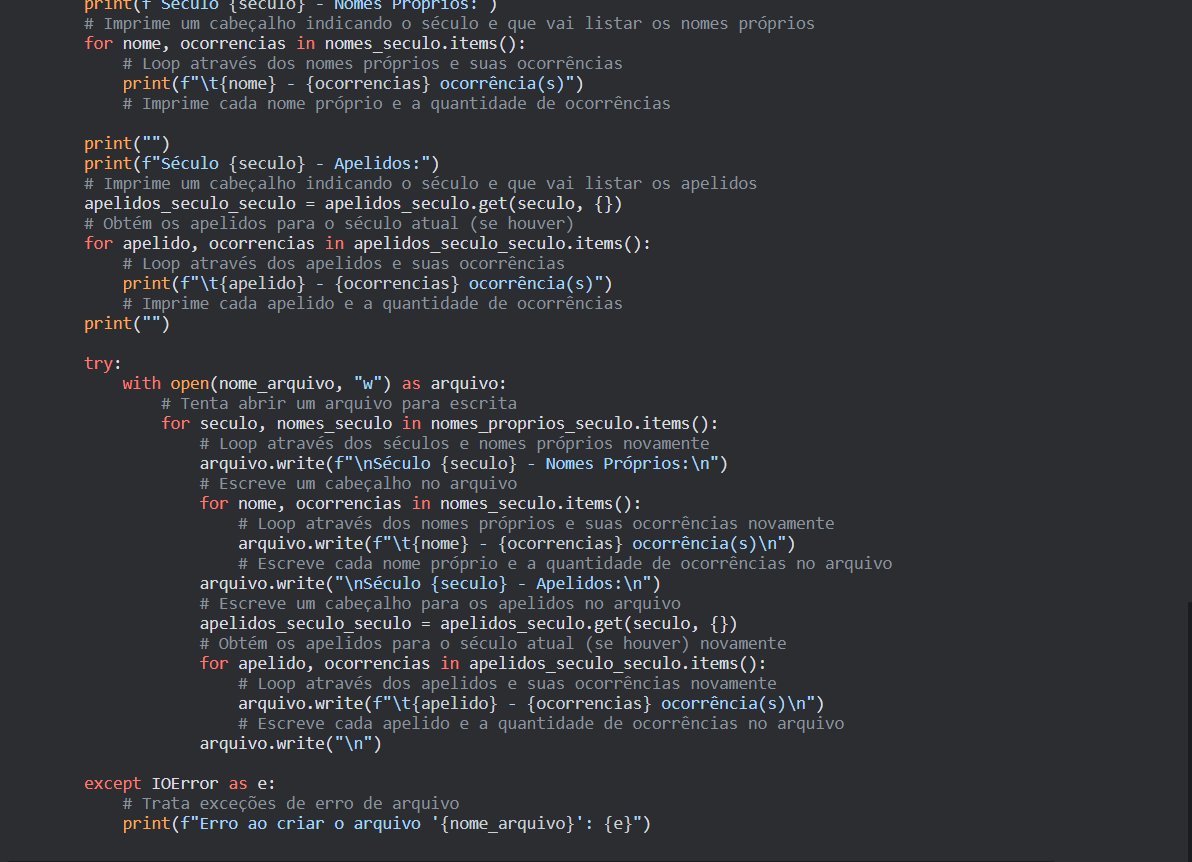 print(f"Século {seculo} - Nomes Próprios:")
# Imprime um cabeçalho indicando o século e que vai listar os nomes próprios
for nome, ocorrencias in nomes_seculo.items():
    # Loop através dos nomes próprios e suas ocorrências
    print(f"\t{nome} - {ocorrencias} ocorrência(s)")
    # Imprime cada nome próprio e a quantidade de ocorrências

print("")
print(f"Século {seculo} - Apelidos:")
# Imprime um cabeçalho indicando o século e que vai listar os apelidos
apelidos_seculo_seculo = apelidos_seculo.get(seculo, {})
# Obtém os apelidos para o século atual (se houver)
for apelido, ocorrencias in apelidos_seculo_seculo.items():
    # Loop através dos apelidos e suas ocorrências
    print(f"\t{apelido} - {ocorrencias} ocorrência(s)")
    # Imprime cada apelido e a quantidade de ocorrências
print("")

try:
    with open(nome_arquivo, "w") as arquivo:
        # Tenta abrir um arquivo para escrita
        for seculo, nomes_seculo in nomes_proprios_seculo.items():
            # Loop através dos séculos e nomes próprios novamente
            arquivo.write(f"\nSéculo {seculo} - Nomes Próprios:\n")
            # Escreve um cabeçalho no arquivo
            for nome, ocorrencias in nomes_seculo.items():
                # Loop através dos nomes próprios e suas ocorrências novamente
                arquivo.write(f"\t{nome} - {ocorrencias} ocorrência(s)\n")
                # Escreve cada nome próprio e a quantidade de ocorrências no arquivo
            arquivo.write("\nSéculo {seculo} - Apelidos:\n")
            # Escreve um cabeçalho para os apelidos no arquivo
            apelidos_seculo_seculo = apelidos_seculo.get(seculo, {})
            # Obtém os apelidos para o século atual (se houver) novamente
            for apelido, ocorrencias in apelidos_seculo_seculo.items():
                # Loop através dos apelidos e suas ocorrências novamente
                arquivo.write(f"\t{apelido} - {ocorrencias} ocorrência(s)\n")
                # Escreve cada apelido e a quantidade de ocorrências no arquivo
            arquivo.write("\n")

except IOError as e:
    # Trata exceções de erro de arquivo
    print(f"Erro ao criar o arquivo '{nome_arquivo}': {e}")